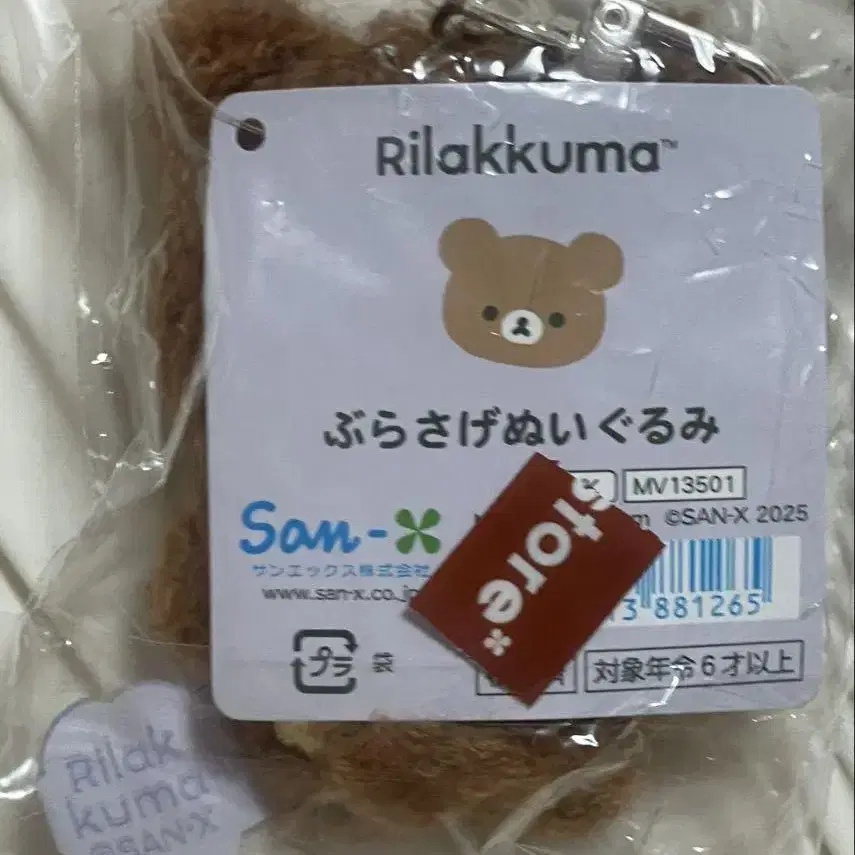 Rilakkuma™
ぶらさげぬいぐるみ
MV13501
©SAN-X 2025
San-X
サンエックス株式会社
www.san-x.co.jp
store*
3 881265
プラ 袋
対象年令6才以上
Rilak
kuma
©SAN-X